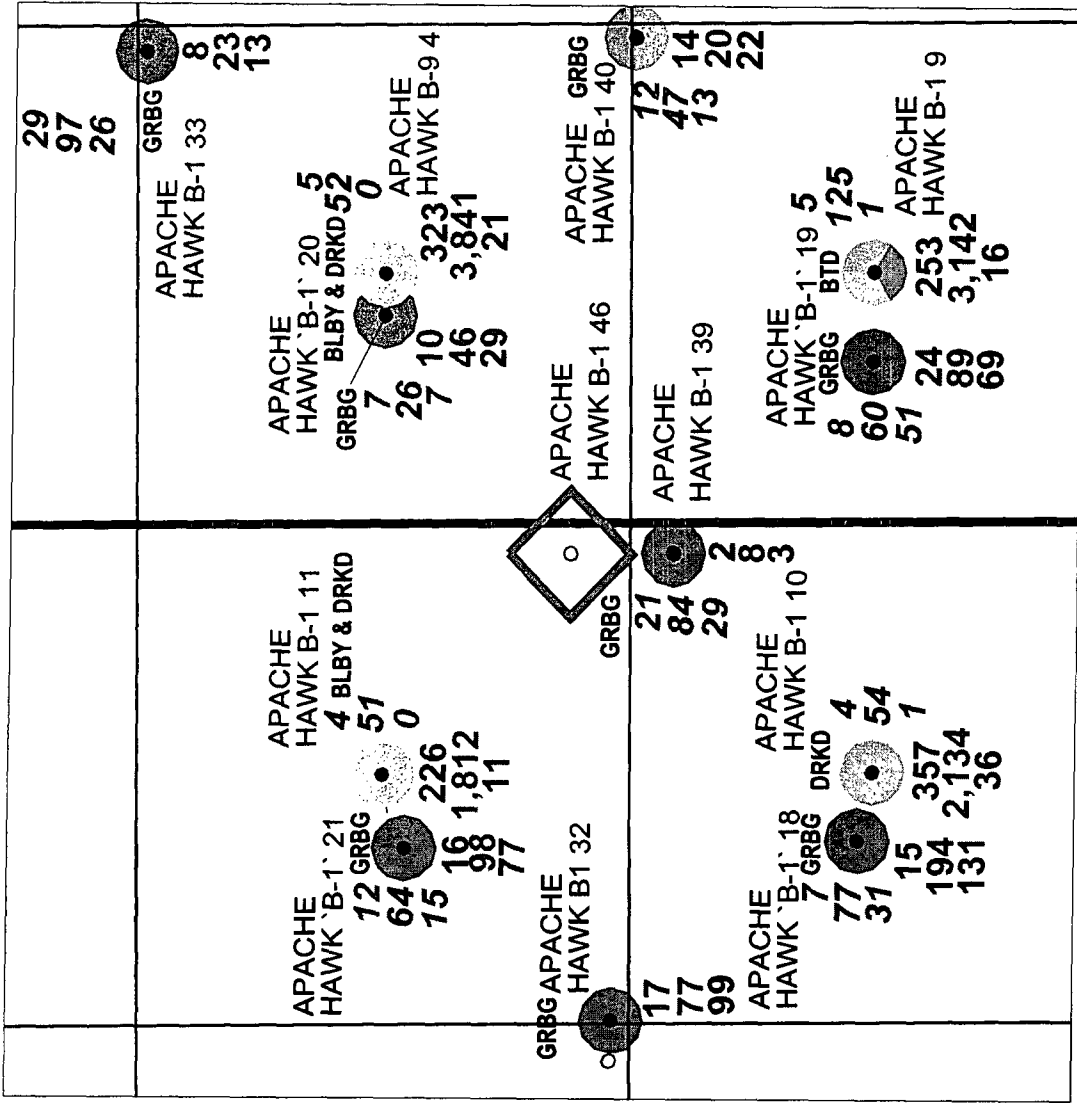 29
97
26
GRBG
8
23
13
APACHE
HAWK B-1 33
APACHE
HAWK `B-1` 20
BLBY & DRKD
5
52
0
APACHE
HAWK B-9 4
323
3,841
21
GRBG
7
26
7
10
46
29
APACHE
HAWK B-1 40
GRBG
12
47
13
14
20
22
APACHE
HAWK B-1 46
APACHE
HAWK B-1 39
GRBG
21
84
29
2
8
3
APACHE
HAWK B-1 11
4 BLBY & DRKD
51
0
226
1,812
11
APACHE
HAWK `B-1` 21
GRBG
12
64
15
16
98
77
GRBG
APACHE
HAWK B1 32
17
77
99
APACHE
HAWK `B-1` 19
GRBG
8
60
51
24
89
69
BTD
5
125
1
APACHE
HAWK B-1 9
253
3,142
16
APACHE
HAWK B-1 10
DRKD
4
54
1
357
2,134
36
APACHE
HAWK `B-1` 18
GRBG
7
77
31
15
194
131